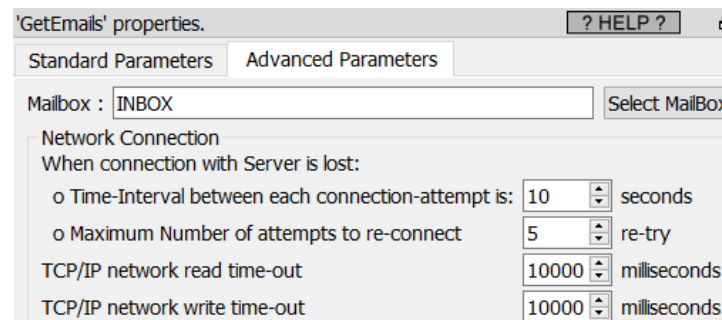 'GetEmails' properties. ? HELP ?
Standard Parameters Advanced Parameters
Mailbox : INBOX Select MailBox
Network Connection
When connection with Server is lost:
o Time-Interval between each connection-attempt is: 10 seconds
o Maximum Number of attempts to re-connect 5 re-try
TCP/IP network read time-out 10000 milliseconds
TCP/IP network write time-out 10000 milliseconds